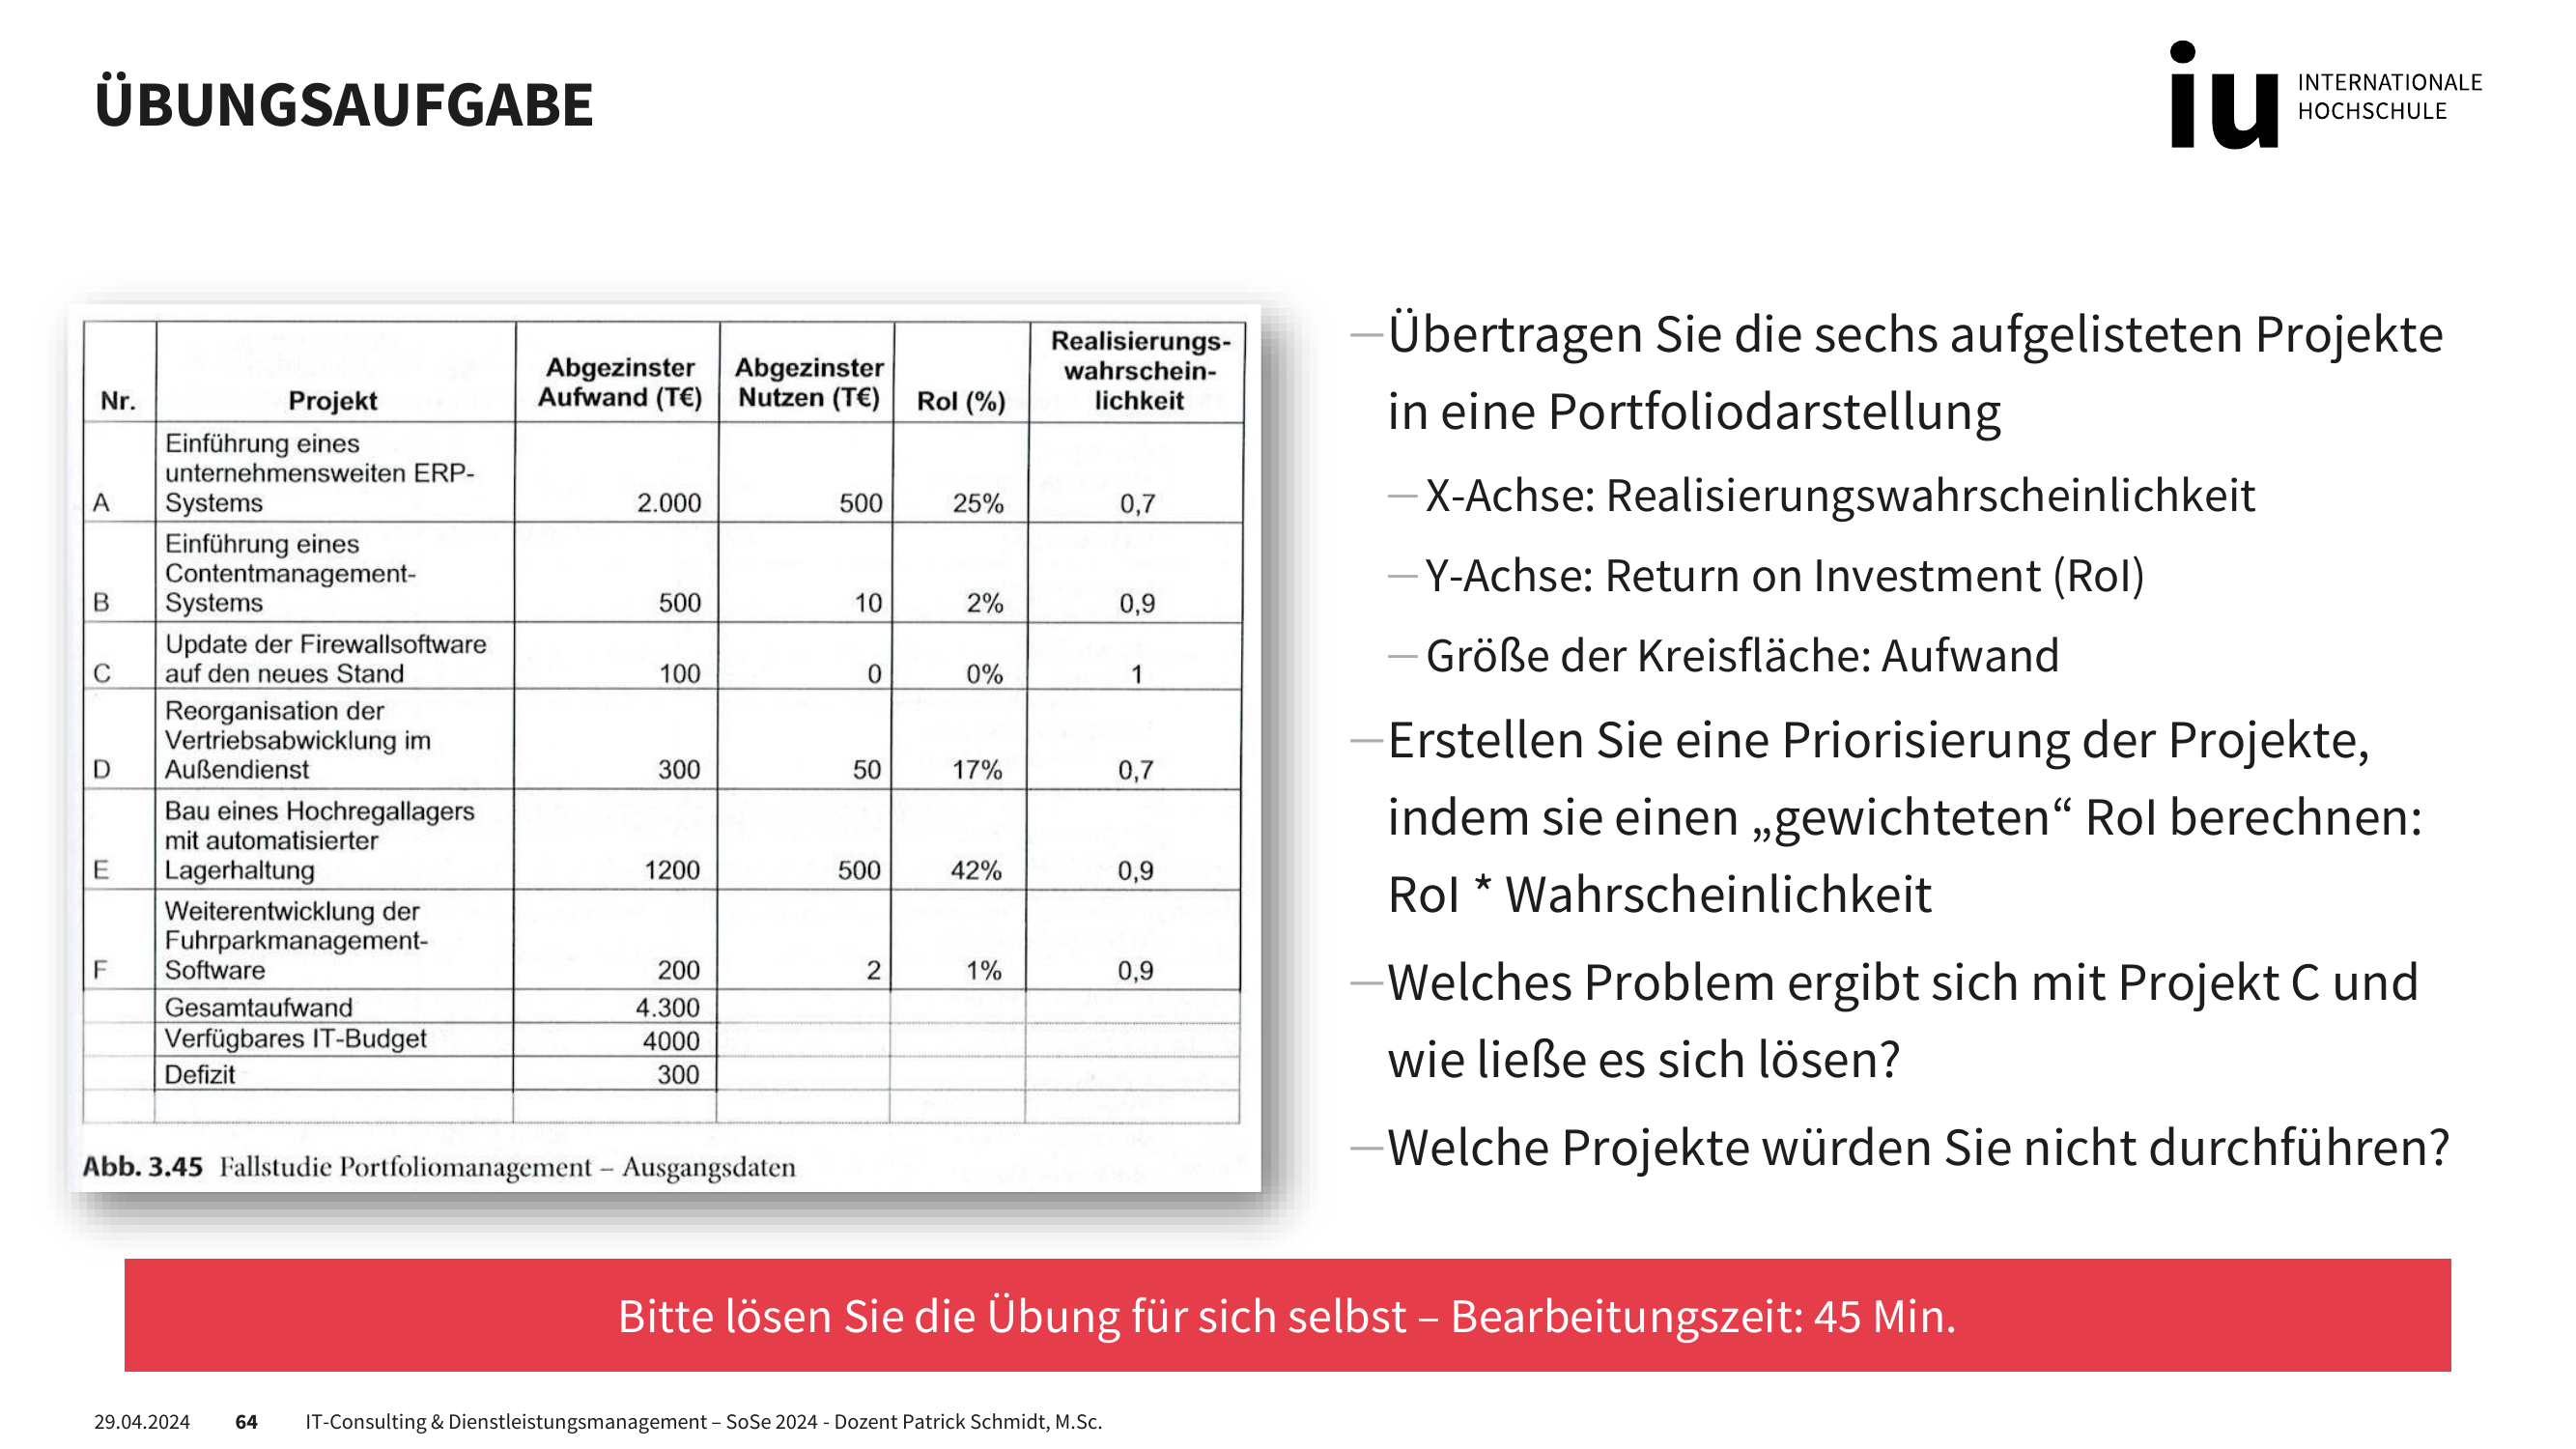 ÜBUNGSAUFGABE
iu INTERNATIONALE
HOCHSCHULE
Nr. Projekt Abgezinster Aufwand (T€) Abgezinster Nutzen (T€) RoI (%) Realisierungs-wahrschein-lichkeit
A Einführung eines unternehmensweiten ERP-Systems 2.000 500 25% 0,7
B Einführung eines Contentmanagement-Systems 500 10 2% 0,9
C Update der Firewallsoftware auf den neues Stand 100 0 0% 1
D Reorganisation der Vertriebsabwicklung im Außendienst 300 50 17% 0,7
E Bau eines Hochregallagers mit automatisierter Lagerhaltung 1200 500 42% 0,9
F Weiterentwicklung der Fuhrparkmanagement-Software 200 2 1% 0,9
Gesamtaufwand 4.300
Verfügbares IT-Budget 4000
Defizit 300
Abb. 3.45 Fallstudie Portfoliomanagement – Ausgangsdaten
—Übertragen Sie die sechs aufgelisteten Projekte
in eine Portfoliodarstellung
— X-Achse: Realisierungswahrscheinlichkeit
— Y-Achse: Return on Investment (RoI)
— Größe der Kreisfläche: Aufwand
—Erstellen Sie eine Priorisierung der Projekte,
indem sie einen „gewichteten“ RoI berechnen:
RoI * Wahrscheinlichkeit
—Welches Problem ergibt sich mit Projekt C und
wie ließe es sich lösen?
—Welche Projekte würden Sie nicht durchführen?
Bitte lösen Sie die Übung für sich selbst – Bearbeitungszeit: 45 Min.
29.04.2024 64 IT-Consulting & Dienstleistungsmanagement – SoSe 2024 - Dozent Patrick Schmidt, M.Sc.